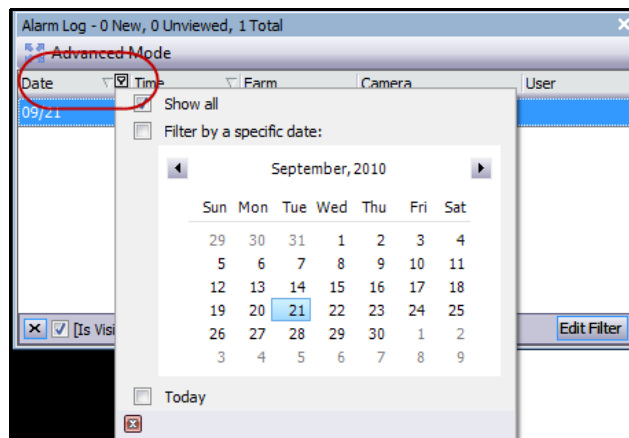 Alarm Log - 0 New, 0 Unviewed, 1 Total
Advanced Mode
Date Time Farm Camera User
09/21
Show all
Filter by a specific date:
September, 2010
Sun Mon Tue Wed Thu Fri Sat
29 30 31 1 2 3 4
5 6 7 8 9 10 11
12 13 14 15 16 17 18
19 20 21 22 23 24 25
26 27 28 29 30 1 2
3 4 5 6 7 8 9
[Is Visi Edit Filter
Today